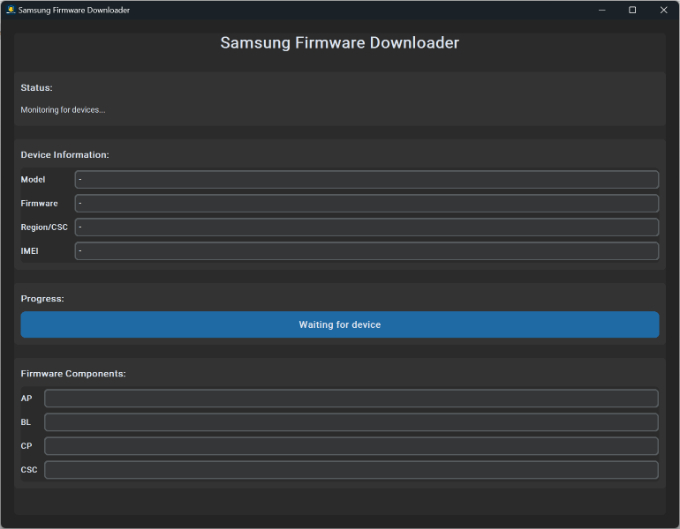 Samsung Firmware Downloader
Samsung Firmware Downloader
Status:
Monitoring for devices...
Device Information:
Model -
Firmware -
Region/CSC -
IMEI -
Progress:
Waiting for device
Firmware Components:
AP
BL
CP
CSC